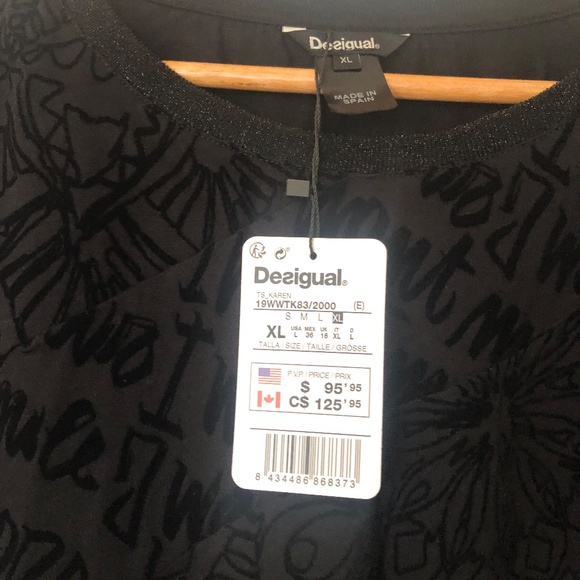 Desigual®
XL
MADE IN
SPAIN
Desigual®
TS_KAREN
19WWTK83/2000 (E)
S M L XL
XL
USA MEX UK IT D
L 36 18 XL L
TALLA / SIZE / TAILLE / GRÖSSE
P.V.P. / PRICE / PRIX
$ 95'95
C$ 125'95
8 434486 868373